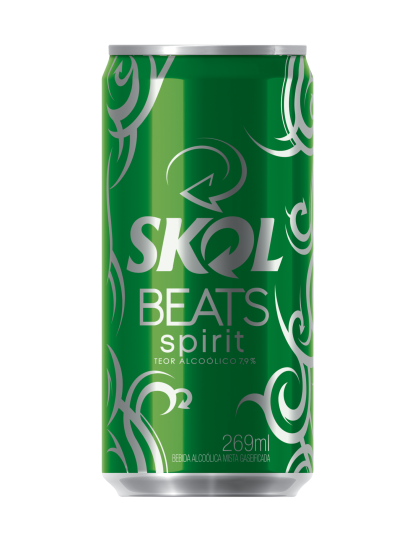 SKOL
BEATS
spirit
TEOR ALCOÓLICO 7,9%
269ml
BEBIDA ALCOÓLICA MISTA GASEIFICADA